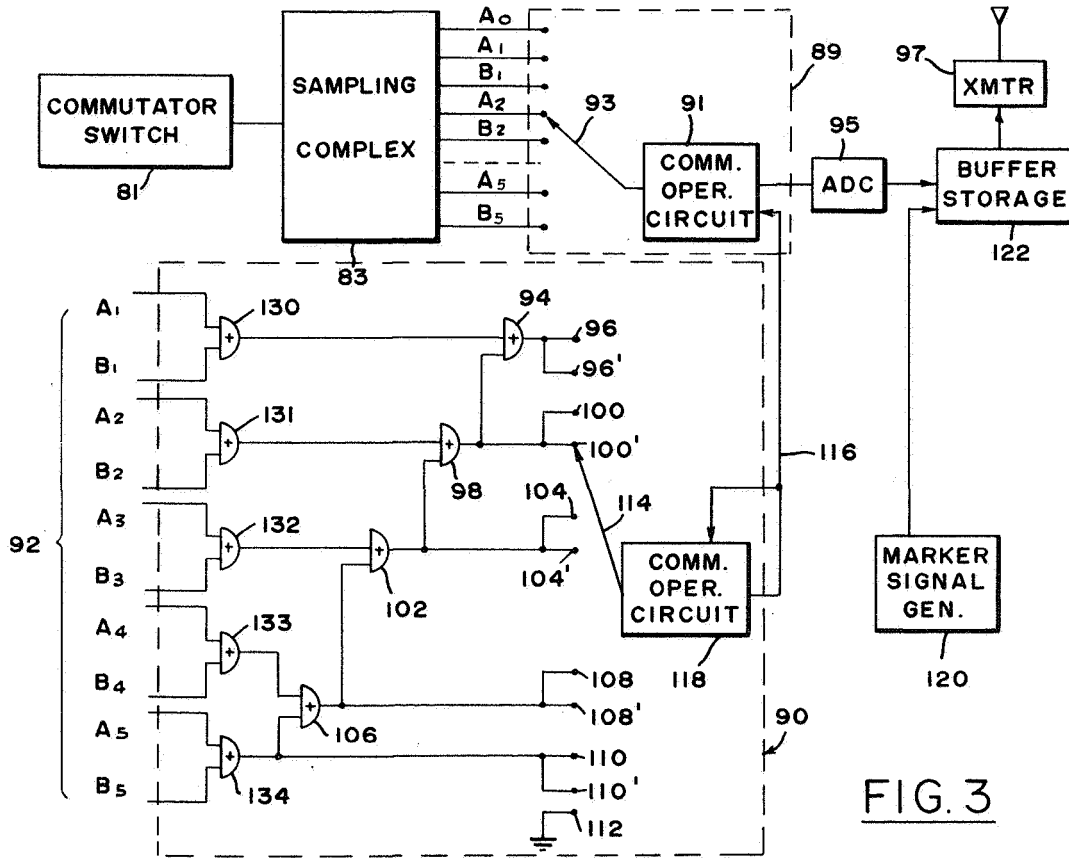 COMMUTATOR
SWITCH
81
SAMPLING
COMPLEX
83
A0
A1
B1
A2
B2
A5
B5
93
89
91
COMM.
OPER.
CIRCUIT
95
ADC
97
XMTR
BUFFER
STORAGE
122
92
A1
B1
A2
B2
A3
B3
A4
B4
A5
B5
130
+
131
+
132
+
133
+
134
+
94
+
98
+
102
+
106
+
96
96'
100
100'
104
104'
108
108'
110
110'
112
114
116
COMM.
OPER.
CIRCUIT
118
MARKER
SIGNAL
GEN.
120
90
FIG. 3